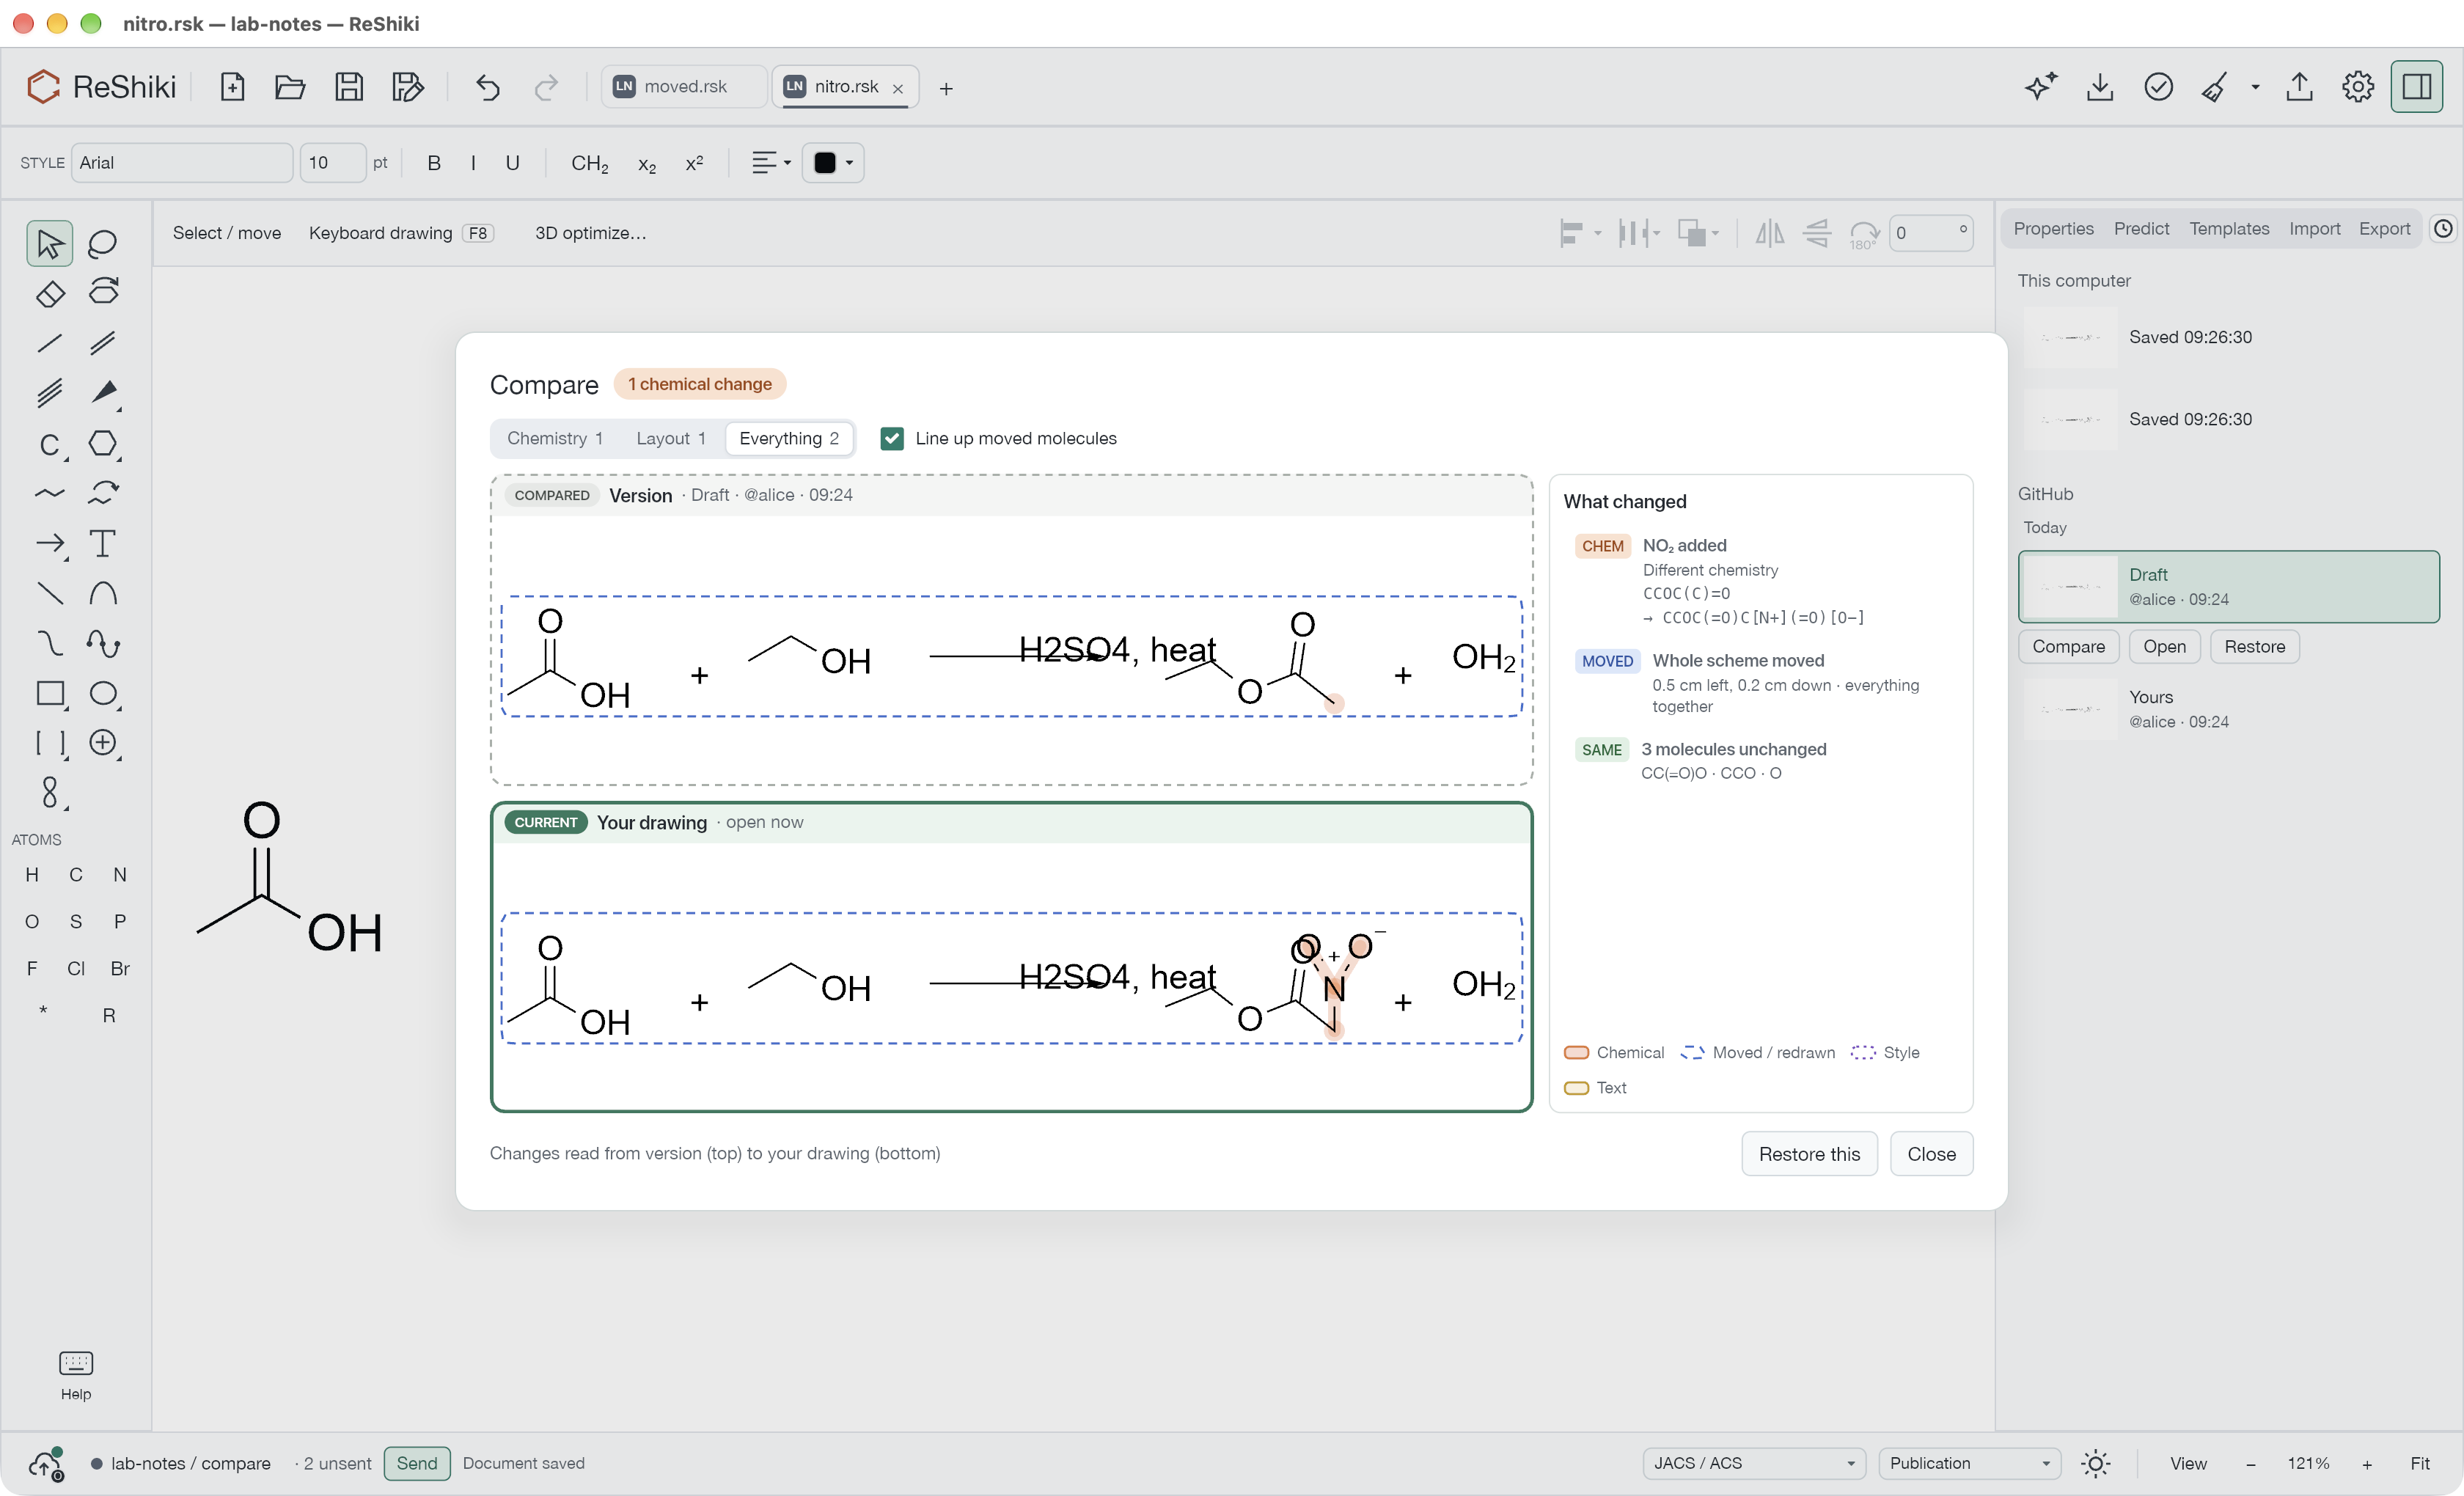 nitro.rsk — lab-notes — ReShiki
ReShiki
LN moved.rsk
LN nitro.rsk ×
+
STYLE Arial 10 pt B I U CH₂ x₂ x²
Select / move Keyboard drawing F8 3D optimize…
180° 0 °
Properties Predict Templates Import Export
C
T
ATOMS
H C N
O S P
F Cl Br
* R
Help
O
OH
Compare 1 chemical change
Chemistry 1 Layout 1 Everything 2 Line up moved molecules
COMPARED Version · Draft · @alice · 09:24
O
OH
+
OH
H2SO4, heat
O
O
+
OH₂
CURRENT Your drawing · open now
O
OH
+
OH
H2SO4, heat
O
O
O
+
O⁻
N
+
OH₂
What changed
CHEM NO₂ added
Different chemistry
CCOC(C)=O
→ CCOC(=O)C[N+](=O)[O−]
MOVED Whole scheme moved
0.5 cm left, 0.2 cm down · everything
together
SAME 3 molecules unchanged
CC(=O)O · CCO · O
Chemical Moved / redrawn Style
Text
Changes read from version (top) to your drawing (bottom)
Restore this Close
This computer
Saved 09:26:30
Saved 09:26:30
GitHub
Today
Draft
@alice · 09:24
Compare Open Restore
Yours
@alice · 09:24
lab-notes / compare · 2 unsent Send Document saved
JACS / ACS Publication View − 121% + Fit